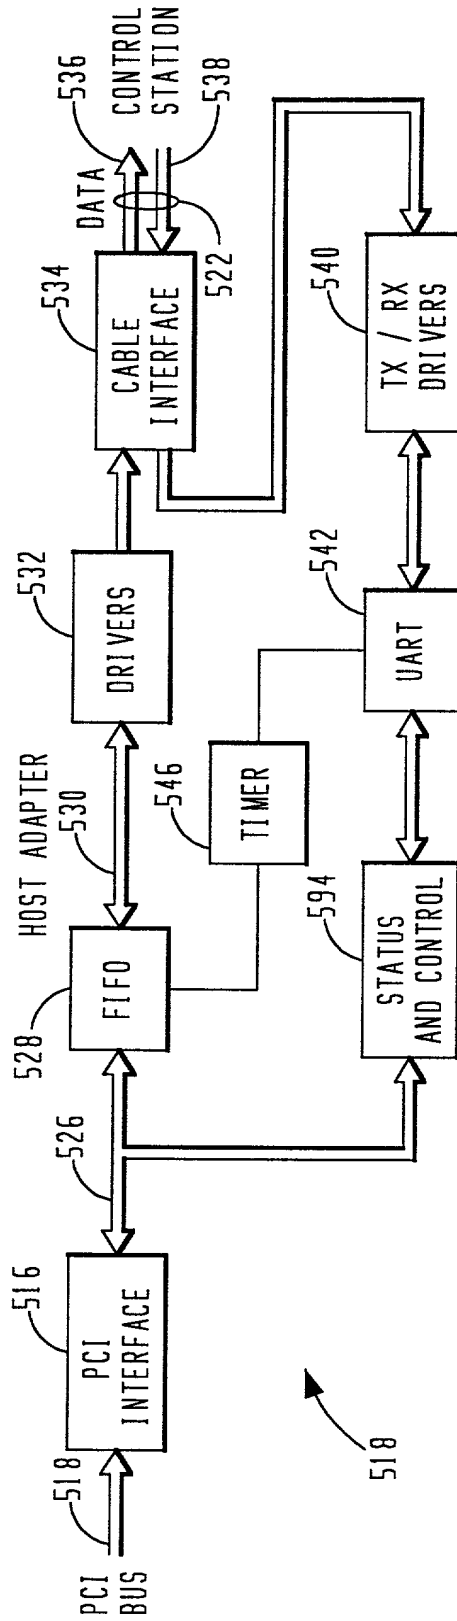 HOST ADAPTER
PCI
BUS
518
516
PCI
INTERFACE
526
528
FIFO
530
532
DRIVERS
534
CABLE
INTERFACE
DATA
536
CONTROL
STATION
538
522
546
TIMER
518
594
STATUS
AND CONTROL
542
UART
540
TX / RX
DRIVERS